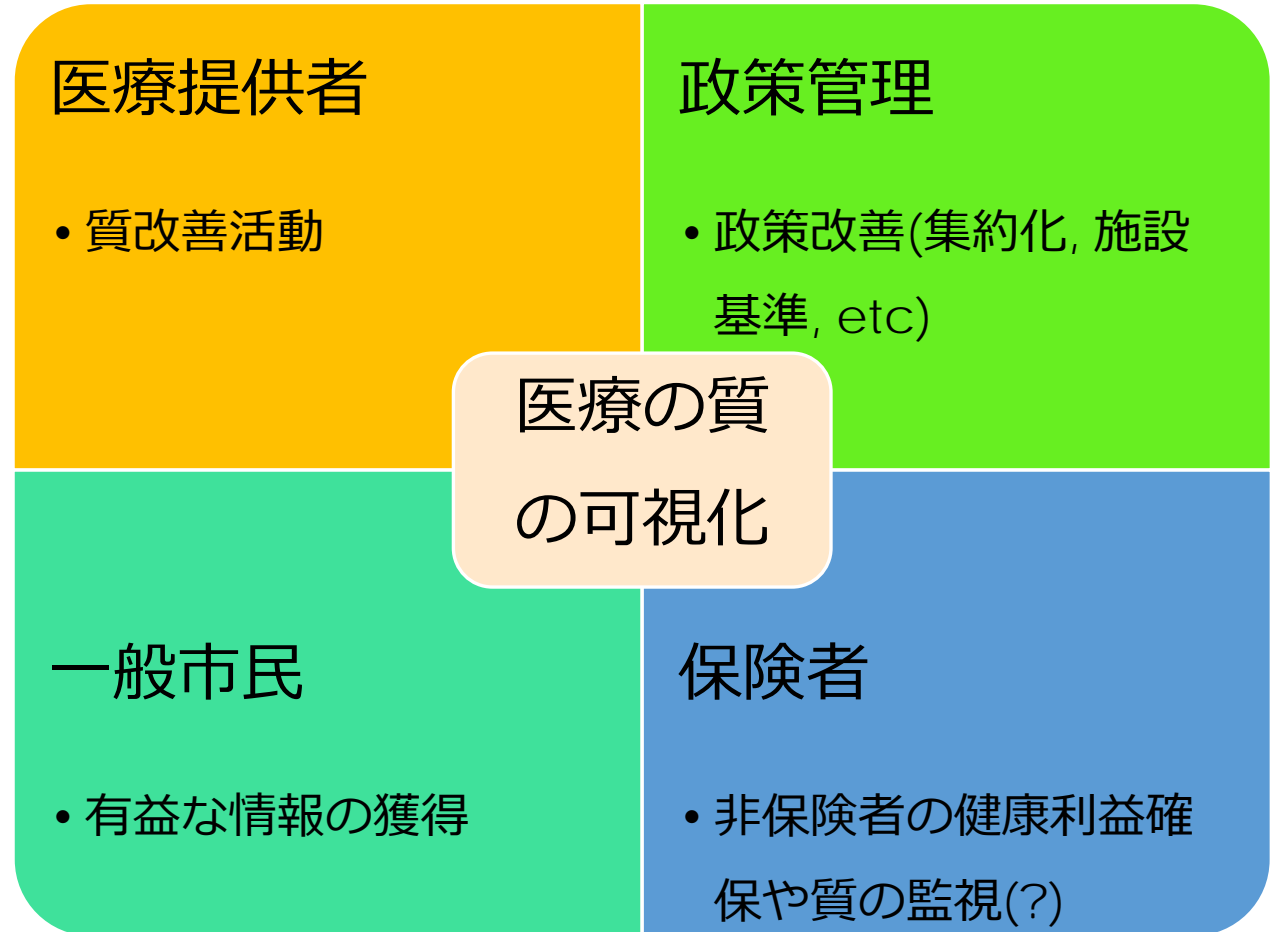 医療提供者
• 質改善活動
政策管理
• 政策改善(集約化, 施設
基準, etc)
医療の質
の可視化
一般市民
• 有益な情報の獲得
保険者
• 非保険者の健康利益確
保や質の監視(?)